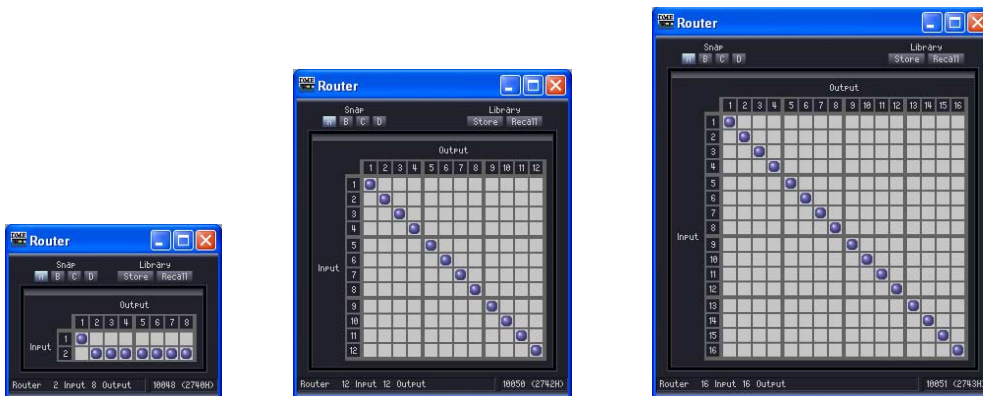 DME Router
Snap
A B C D
Library
Store Recall
Output
1 2 3 4 5 6 7 8
Input
1
2
Router 2 Input 8 Output 10048 (2740H)
DME Router
Snap
A B C D
Library
Store Recall
Output
1 2 3 4 5 6 7 8 9 10 11 12
Input
1
2
3
4
5
6
7
8
9
10
11
12
Router 12 Input 12 Output 10050 (2742H)
DME Router
Snap
A B C D
Library
Store Recall
Output
1 2 3 4 5 6 7 8 9 10 11 12 13 14 15 16
Input
1
2
3
4
5
6
7
8
9
10
11
12
13
14
15
16
Router 16 Input 16 Output 10051 (2743H)